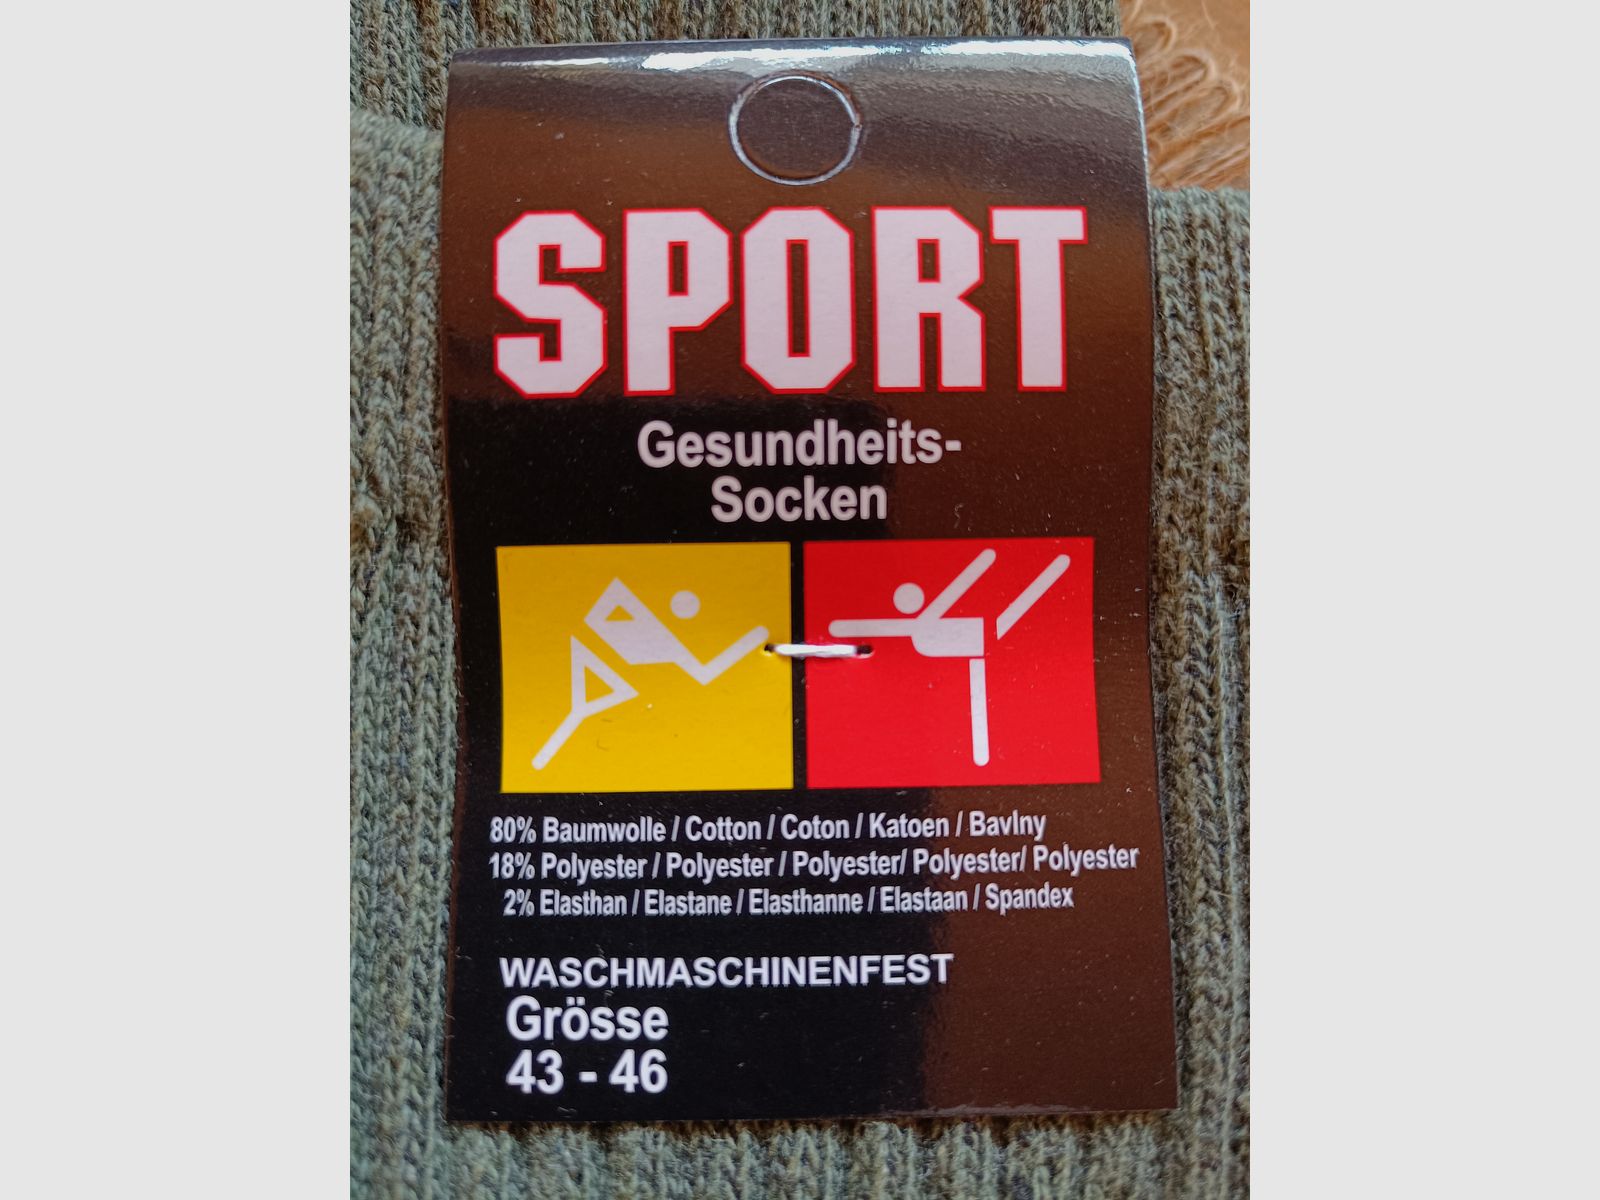 SPORT
Gesundheits-
Socken
80% Baumwolle / Cotton / Coton / Katoen / Bavlny
18% Polyester / Polyester / Polyester/ Polyester/ Polyester
2% Elasthan / Elastane / Elasthanne / Elastaan / Spandex
WASCHMASCHINENFEST
Grösse
43 - 46